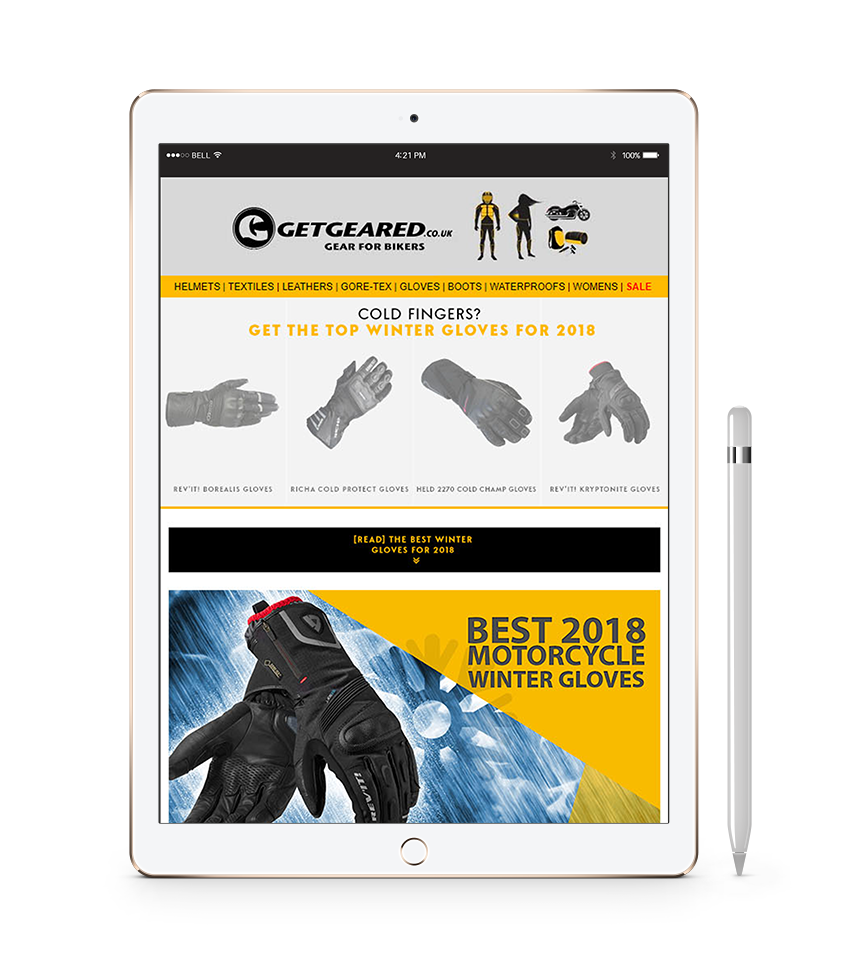 BELL
4:21 PM
100%
GETGEARED.CO.UK
GEAR FOR BIKERS
HELMETS | TEXTILES | LEATHERS | GORE-TEX | GLOVES | BOOTS | WATERPROOFS | WOMENS | SALE
COLD FINGERS?
GET THE TOP WINTER GLOVES FOR 2018
REV'IT! BOREALIS GLOVES
RICHA COLD PROTECT GLOVES
HELD 2270 COLD CHAMP GLOVES
REV'IT! KRYPTONITE GLOVES
[READ] THE BEST WINTER
GLOVES FOR 2018
BEST 2018
MOTORCYCLE
WINTER GLOVES
REV'IT!